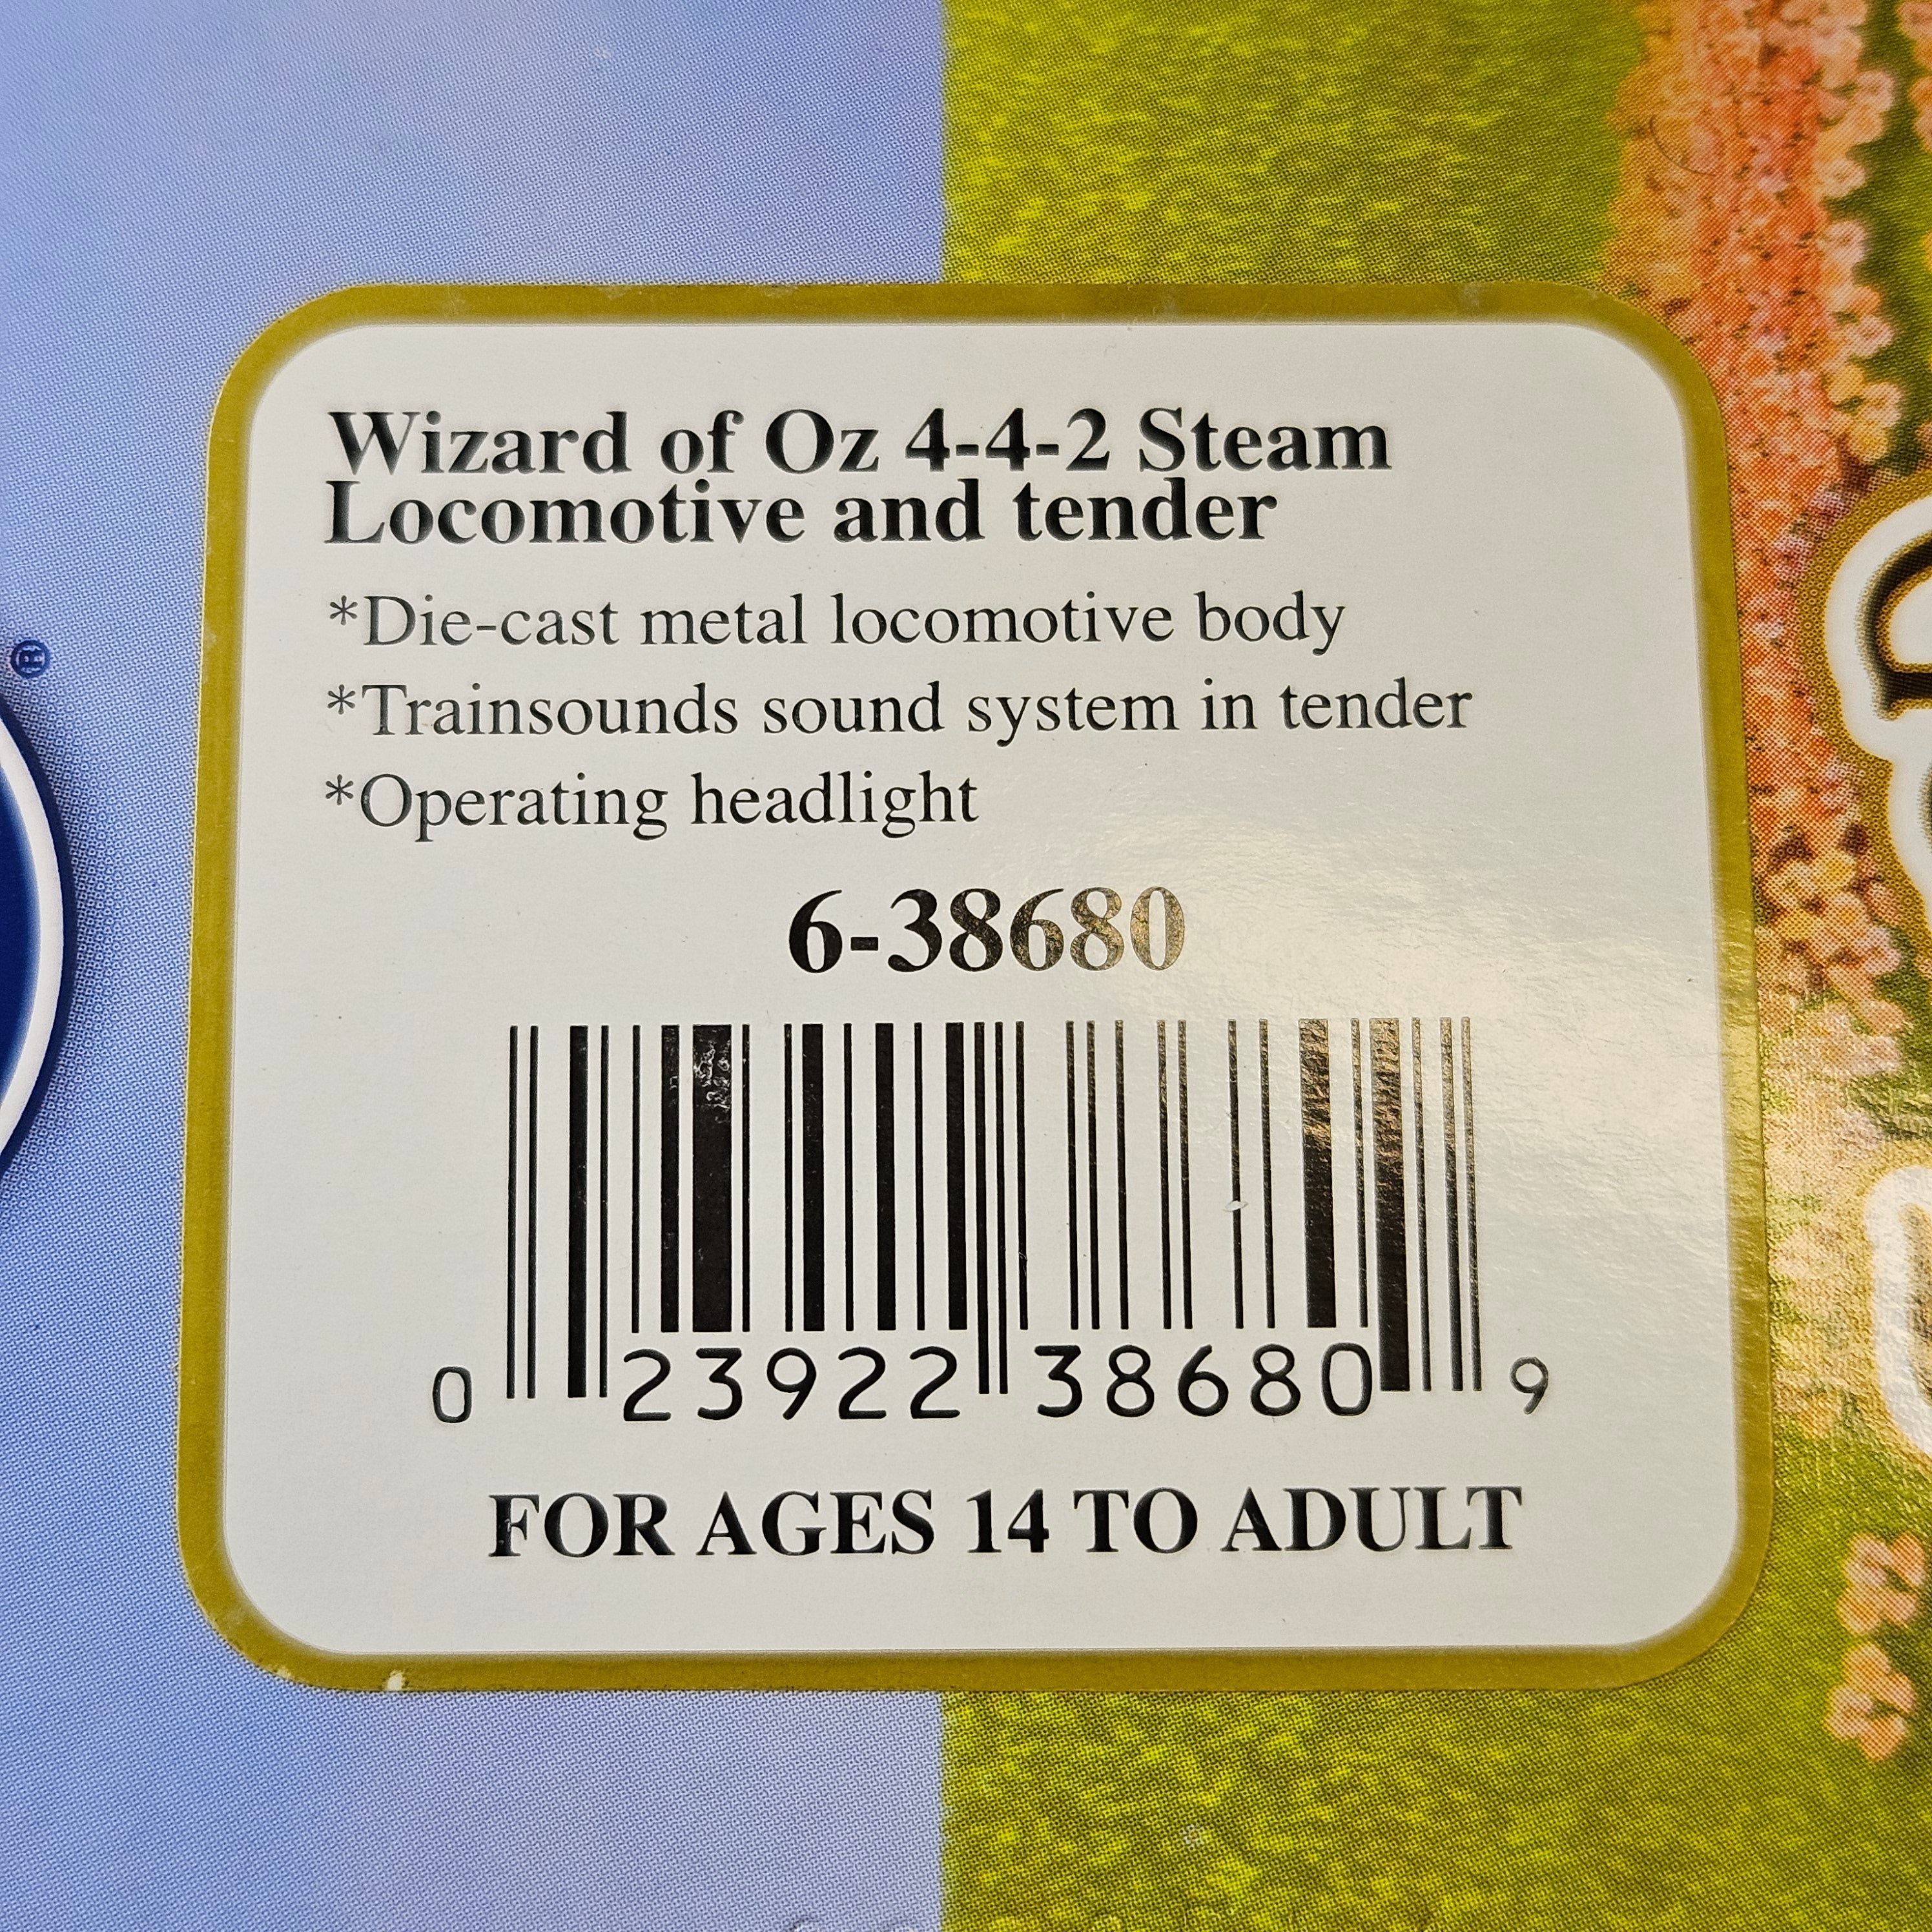 Wizard of Oz 4-4-2 Steam
Locomotive and tender
*Die-cast metal locomotive body
*Trainsounds sound system in tender
*Operating headlight
6-38680
0 23922 38680 9
FOR AGES 14 TO ADULT
®